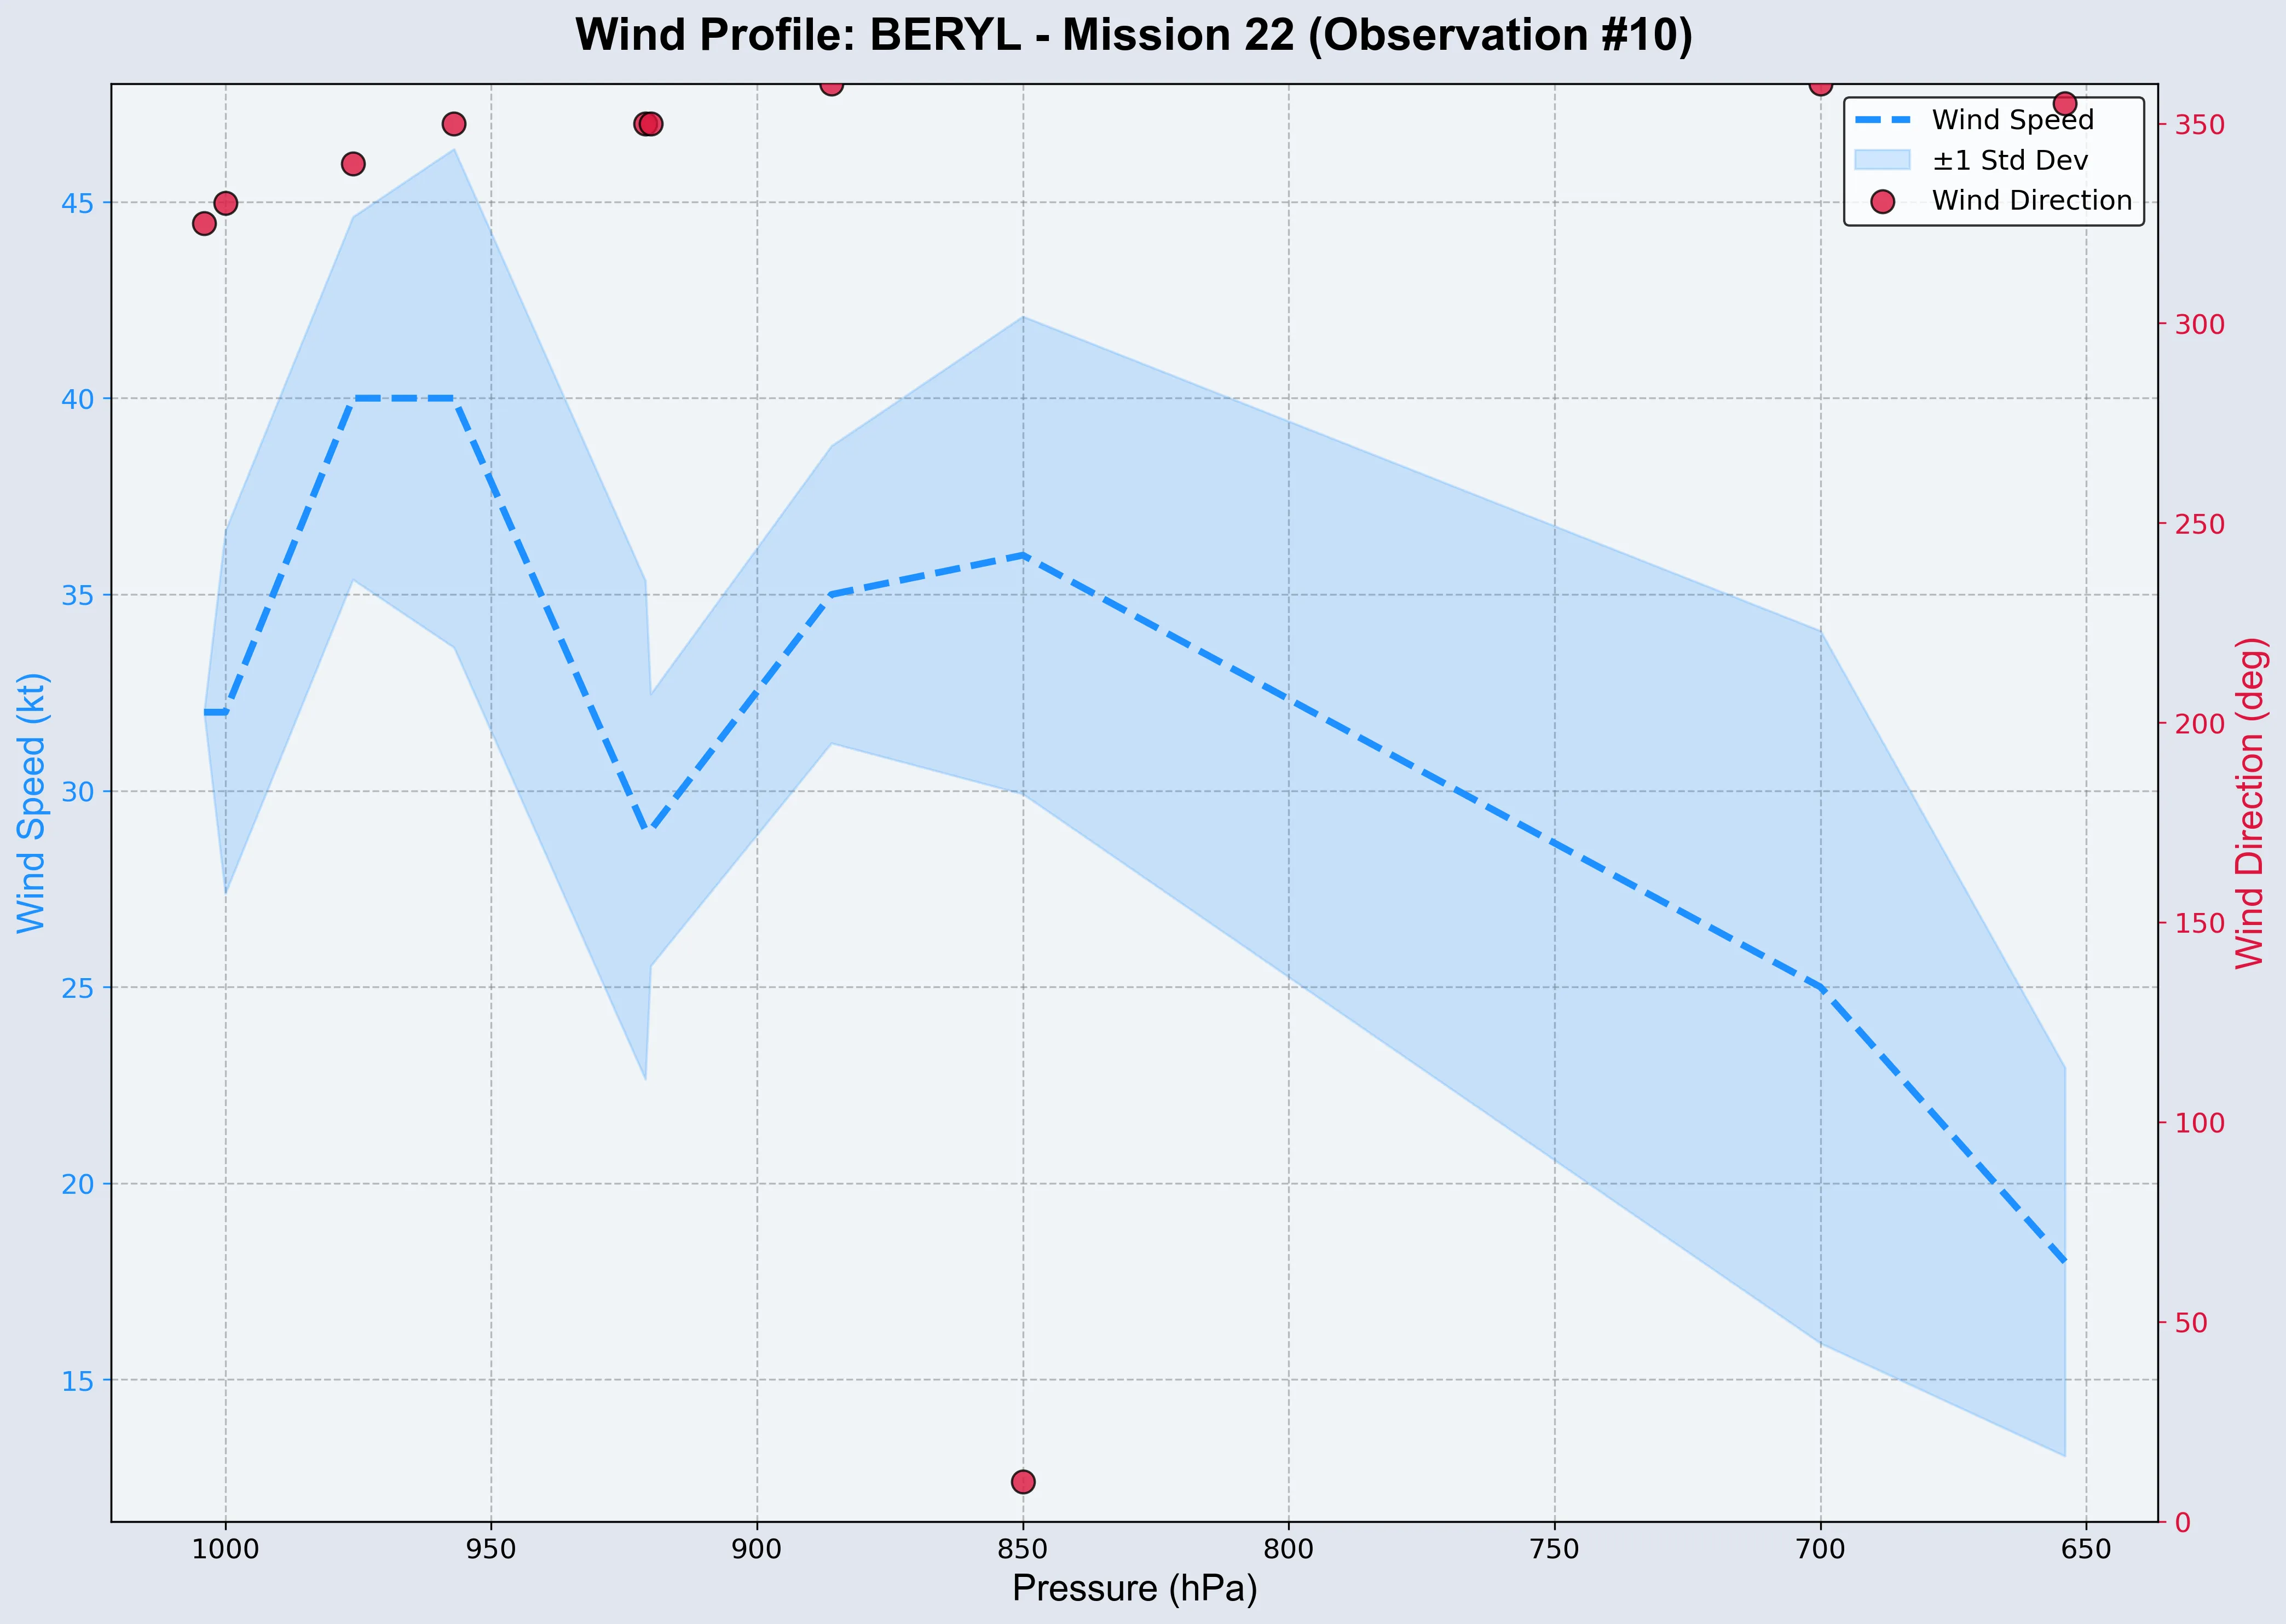 Wind Profile: BERYL - Mission 22 (Observation #10)
Wind Speed
±1 Std Dev
Wind Direction
45
40
35
30
25
20
15
Wind Speed (kt)
350
300
250
200
150
100
50
0
Wind Direction (deg)
1000 950 900 850 800 750 700 650
Pressure (hPa)